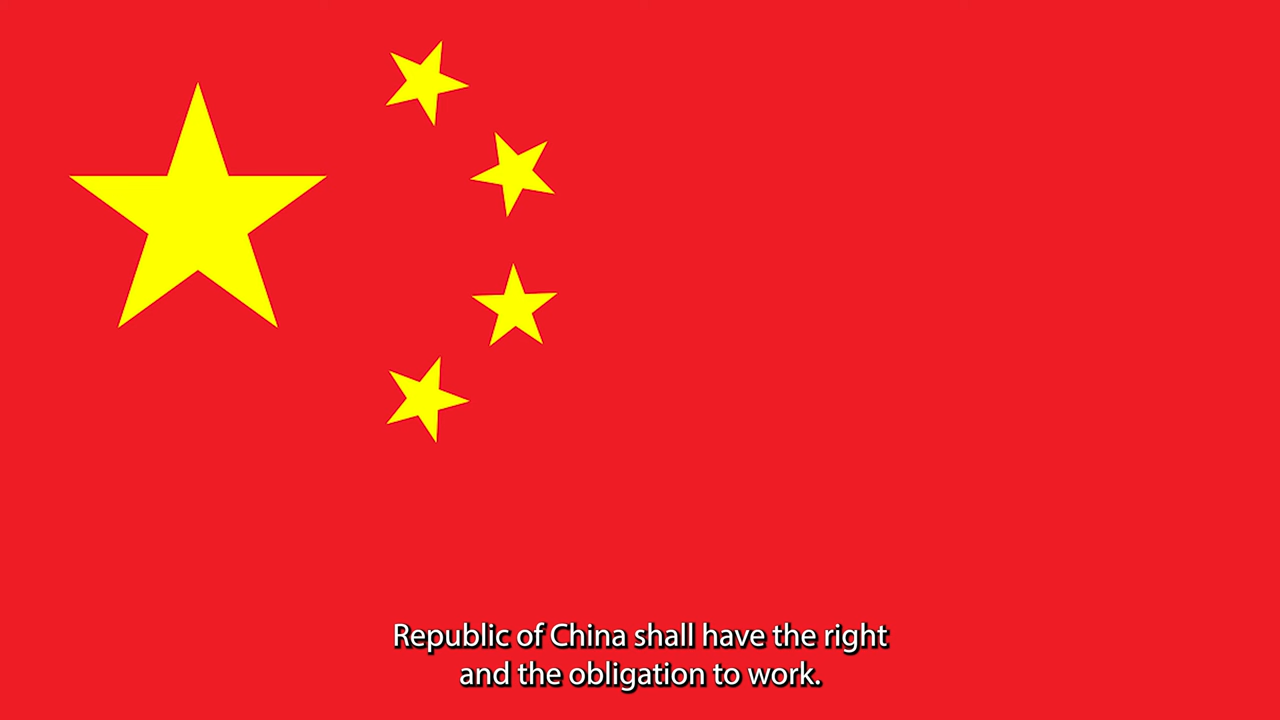 Republic of China shall have the right
and the obligation to work.